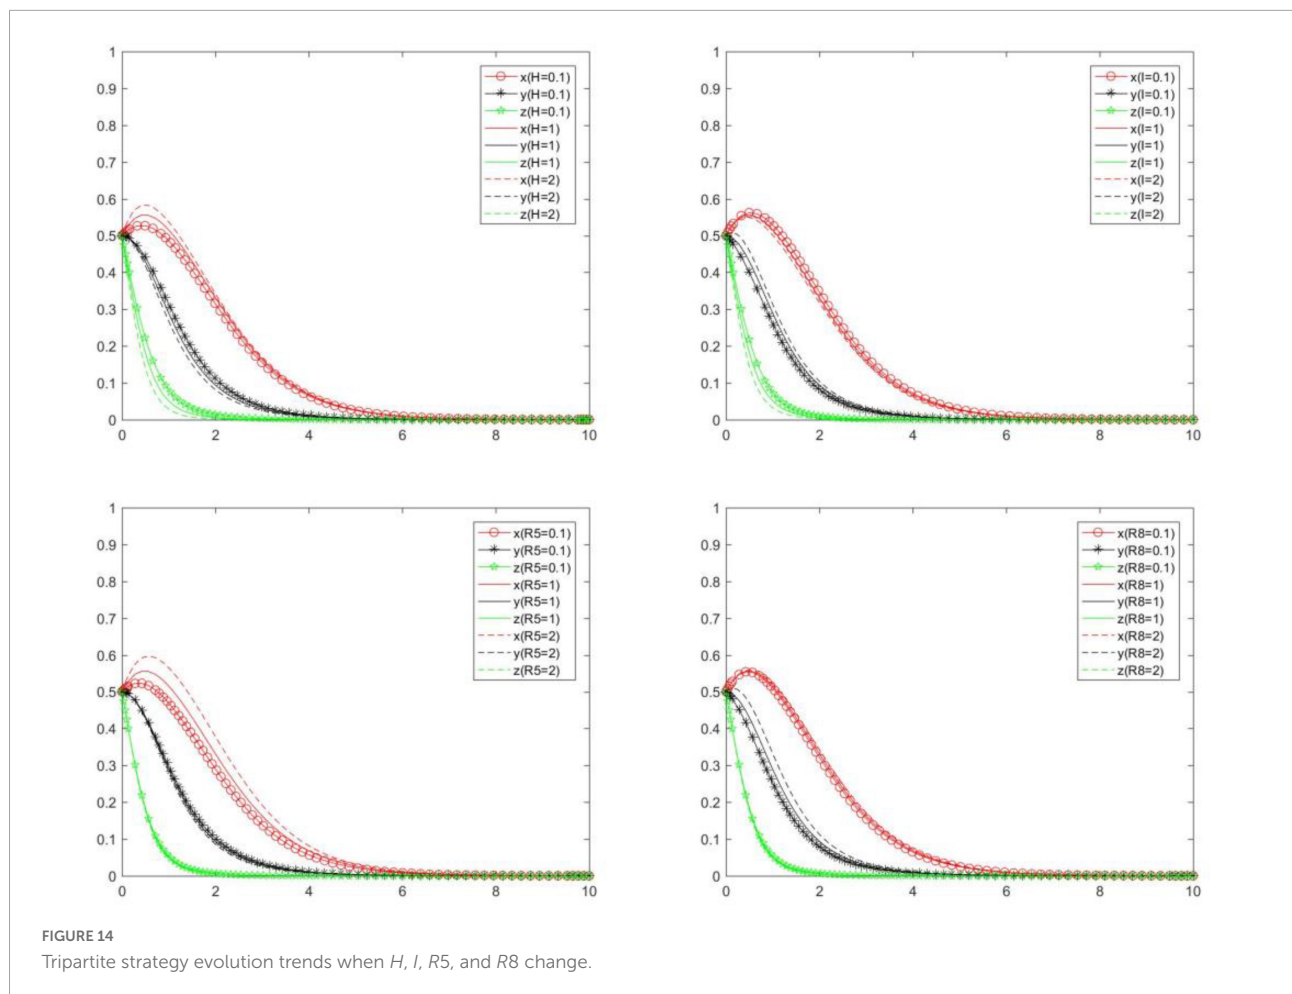 1
0.9
0.8
0.7
0.6
0.5
0.4
0.3
0.2
0.1
0
0 2 4 6 8 10
x(H=0.1)
y(H=0.1)
z(H=0.1)
x(H=1)
y(H=1)
z(H=1)
x(H=2)
y(H=2)
z(H=2)
1
0.9
0.8
0.7
0.6
0.5
0.4
0.3
0.2
0.1
0
0 2 4 6 8 10
x(I=0.1)
y(I=0.1)
z(I=0.1)
x(I=1)
y(I=1)
z(I=1)
x(I=2)
y(I=2)
z(I=2)
1
0.9
0.8
0.7
0.6
0.5
0.4
0.3
0.2
0.1
0
0 2 4 6 8 10
x(R5=0.1)
y(R5=0.1)
z(R5=0.1)
x(R5=1)
y(R5=1)
z(R5=1)
x(R5=2)
y(R5=2)
z(R5=2)
1
0.9
0.8
0.7
0.6
0.5
0.4
0.3
0.2
0.1
0
0 2 4 6 8 10
x(R8=0.1)
y(R8=0.1)
z(R8=0.1)
x(R8=1)
y(R8=1)
z(R8=1)
x(R8=2)
y(R8=2)
z(R8=2)
FIGURE 14
Tripartite strategy evolution trends when H, I, R5, and R8 change.